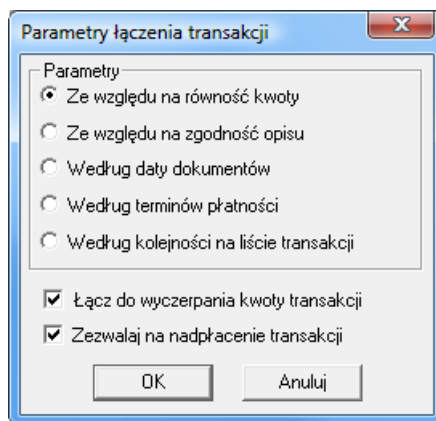 Parametry łączenia transakcji
Parametry
Ze względu na równość kwoty
Ze względu na zgodność opisu
Według daty dokumentów
Według terminów płatności
Według kolejności na liście transakcji
Łącz do wyczerpania kwoty transakcji
Zezwalaj na nadpłacenie transakcji
OK Anuluj